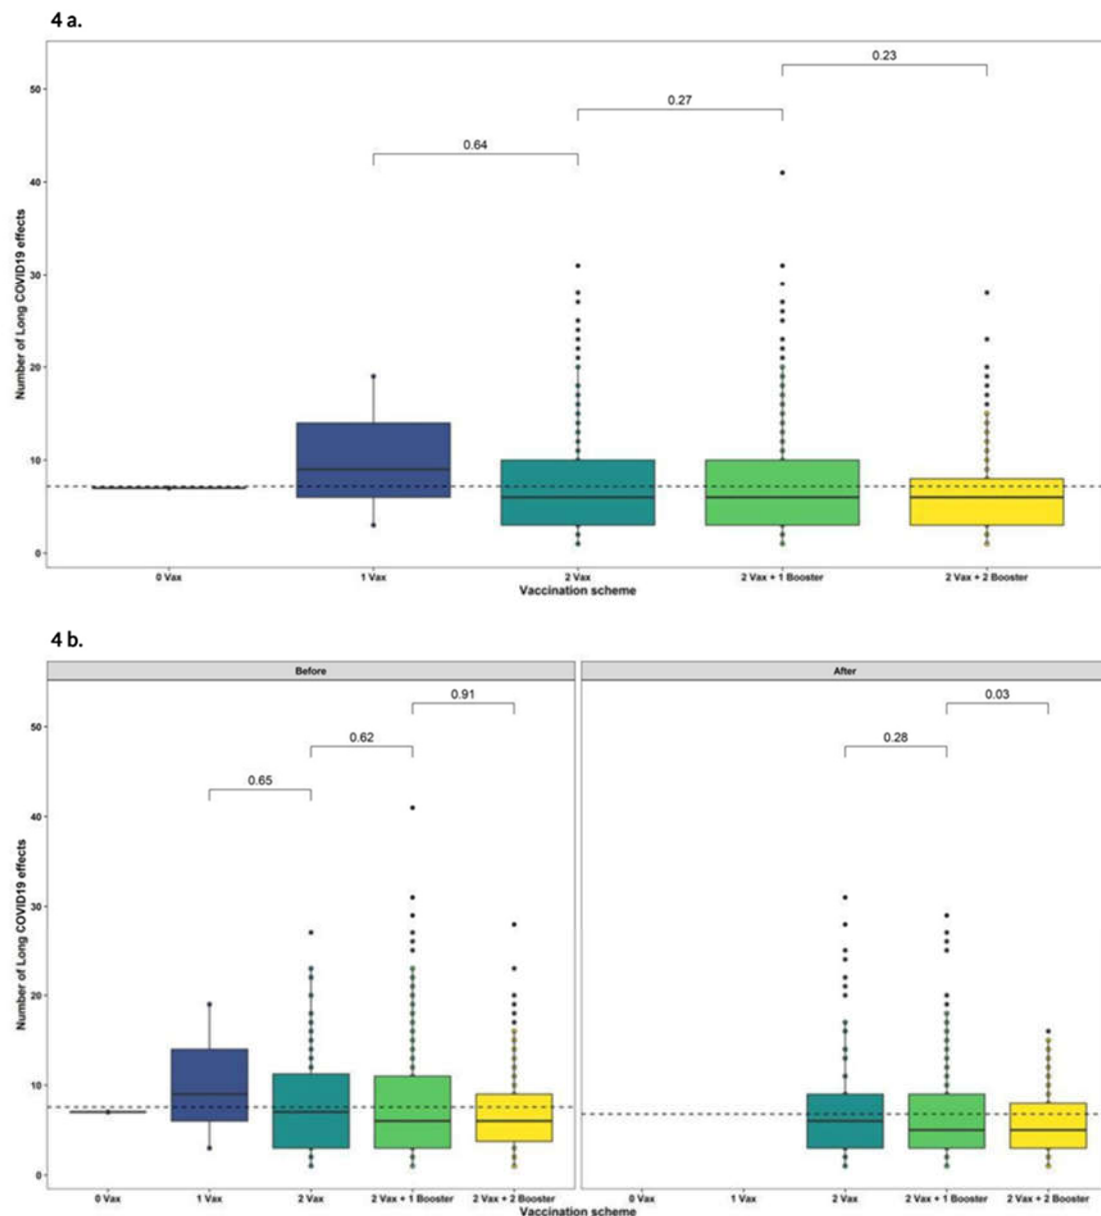 4 a.
0.23
0.27
0.64
50
40
30
20
10
0
Number of Long COVID19 effects
0 Vax 1 Vax 2 Vax 2 Vax + 1 Booster 2 Vax + 2 Booster
Vaccination scheme
4 b.
Before After
0.91 0.03
0.62 0.28
0.65
50
40
30
20
10
0
Number of Long COVID19 effects
0 Vax 1 Vax 2 Vax 2 Vax + 1 Booster 2 Vax + 2 Booster 0 Vax 1 Vax 2 Vax 2 Vax + 1 Booster 2 Vax + 2 Booster
Vaccination scheme